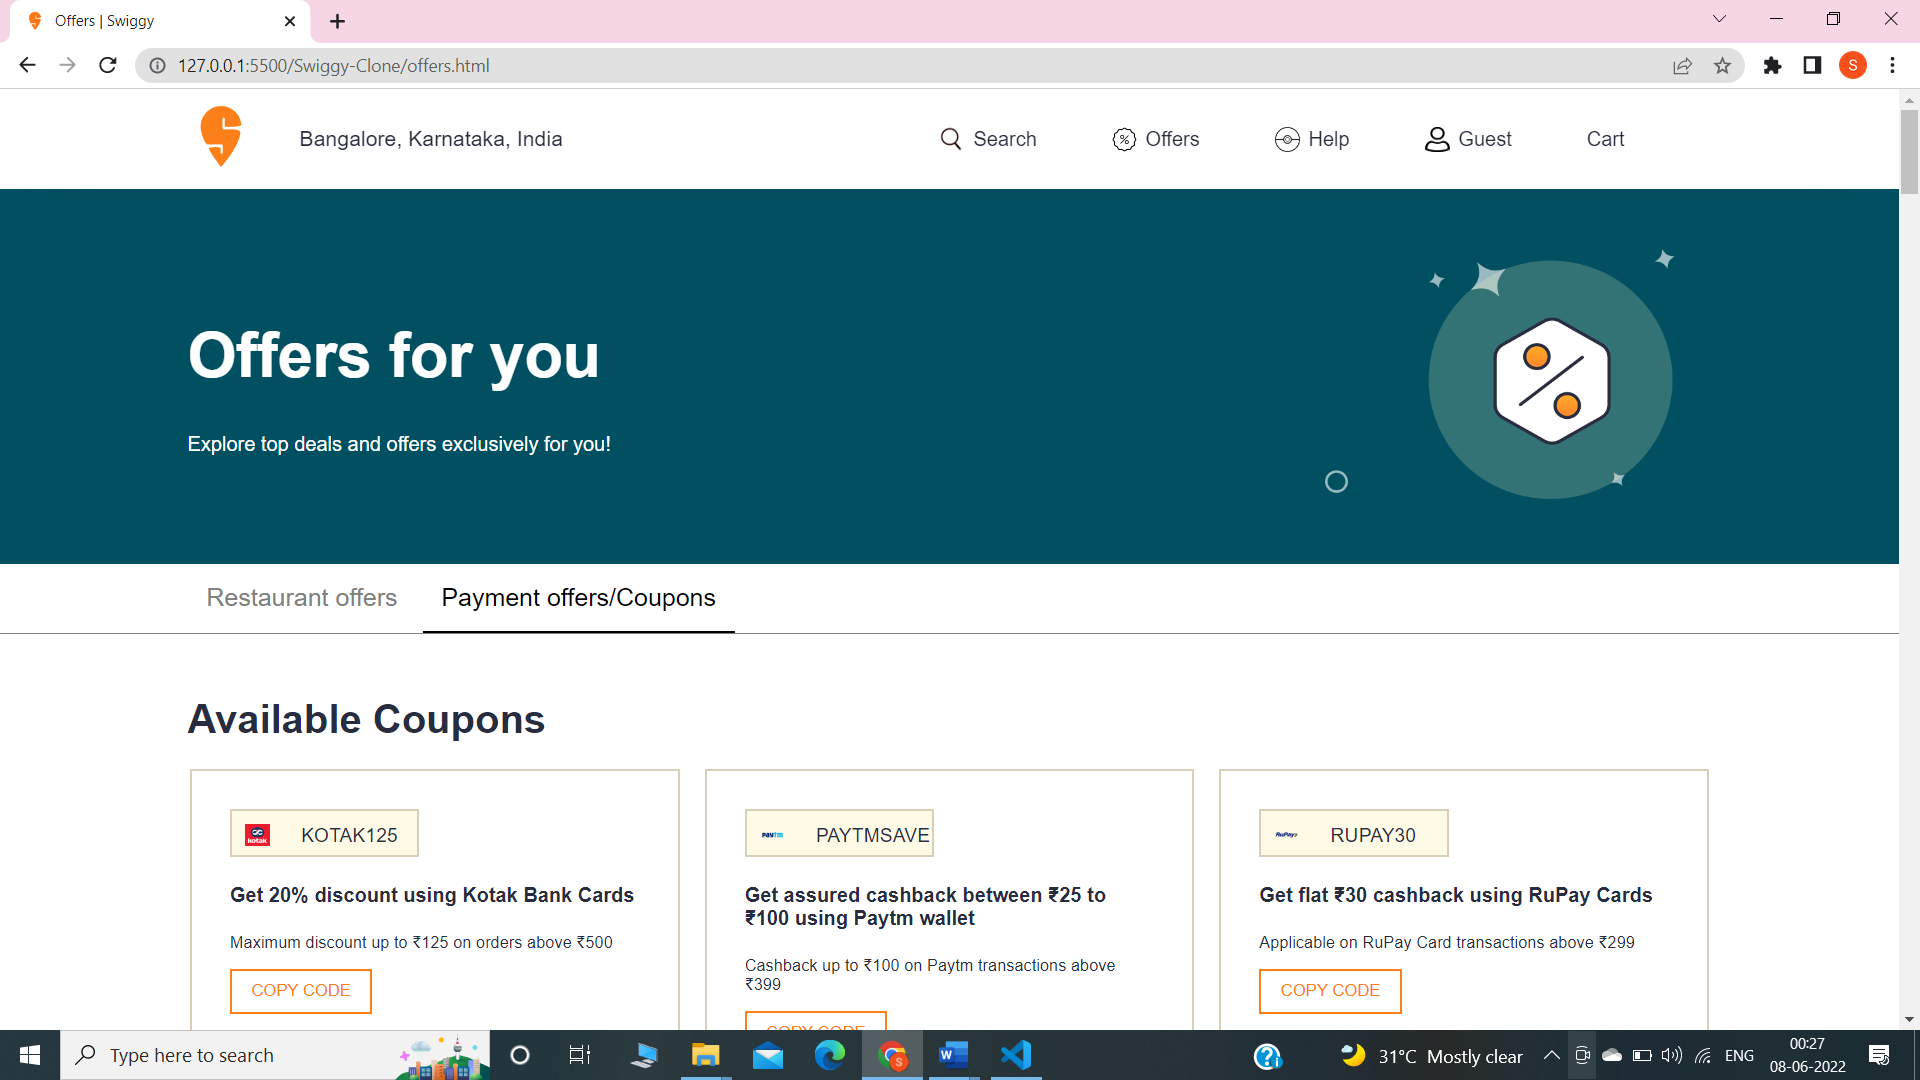 Offers | Swiggy
127.0.0.1:5500/Swiggy-Clone/offers.html
S
Bangalore, Karnataka, India
Search
Offers
Help
Guest
Cart
Offers for you
Explore top deals and offers exclusively for you!
Restaurant offers
Payment offers/Coupons
Available Coupons
kotak
KOTAK125
Get 20% discount using Kotak Bank Cards
Maximum discount up to ₹125 on orders above ₹500
COPY CODE
paytm
PAYTMSAVE
Get assured cashback between ₹25 to
₹100 using Paytm wallet
Cashback up to ₹100 on Paytm transactions above
₹399
COPY CODE
RuPay
RUPAY30
Get flat ₹30 cashback using RuPay Cards
Applicable on RuPay Card transactions above ₹299
COPY CODE
Type here to search
31°C Mostly clear
ENG
00:27
08-06-2022